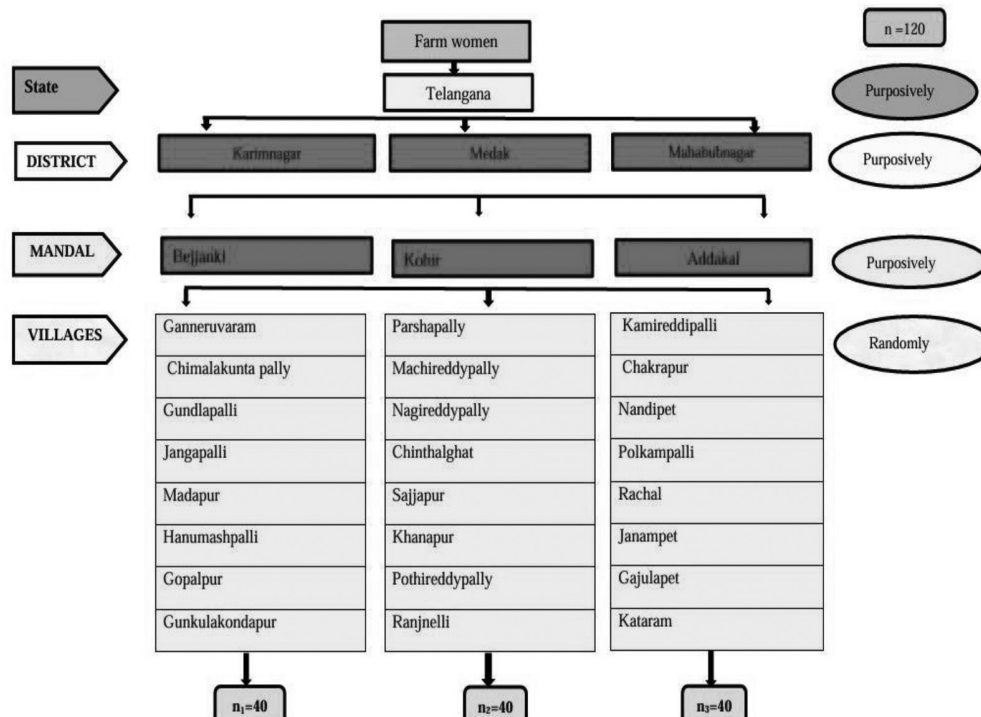 Farm women
n =120
State
Telangana
Purposively
DISTRICT
Karimnagar
Medak
Mahabubnagar
Purposively
MANDAL
Bejjanki
Kohir
Addakal
Purposively
VILLAGES
Ganneruvaram
Parshapally
Kamireddipalli
Randomly
Chimalakunta pally
Machireddypally
Chakrapur
Gundlapalli
Nagireddypally
Nandipet
Jangapalli
Chinthalghat
Polkampalli
Madapur
Sajjapur
Rachal
Hanumashpalli
Khanapur
Janampet
Gopalpur
Pothireddypally
Gajulapet
Gunkulakondapur
Ranjnelli
Kataram
n₁=40
n₂=40
n₃=40